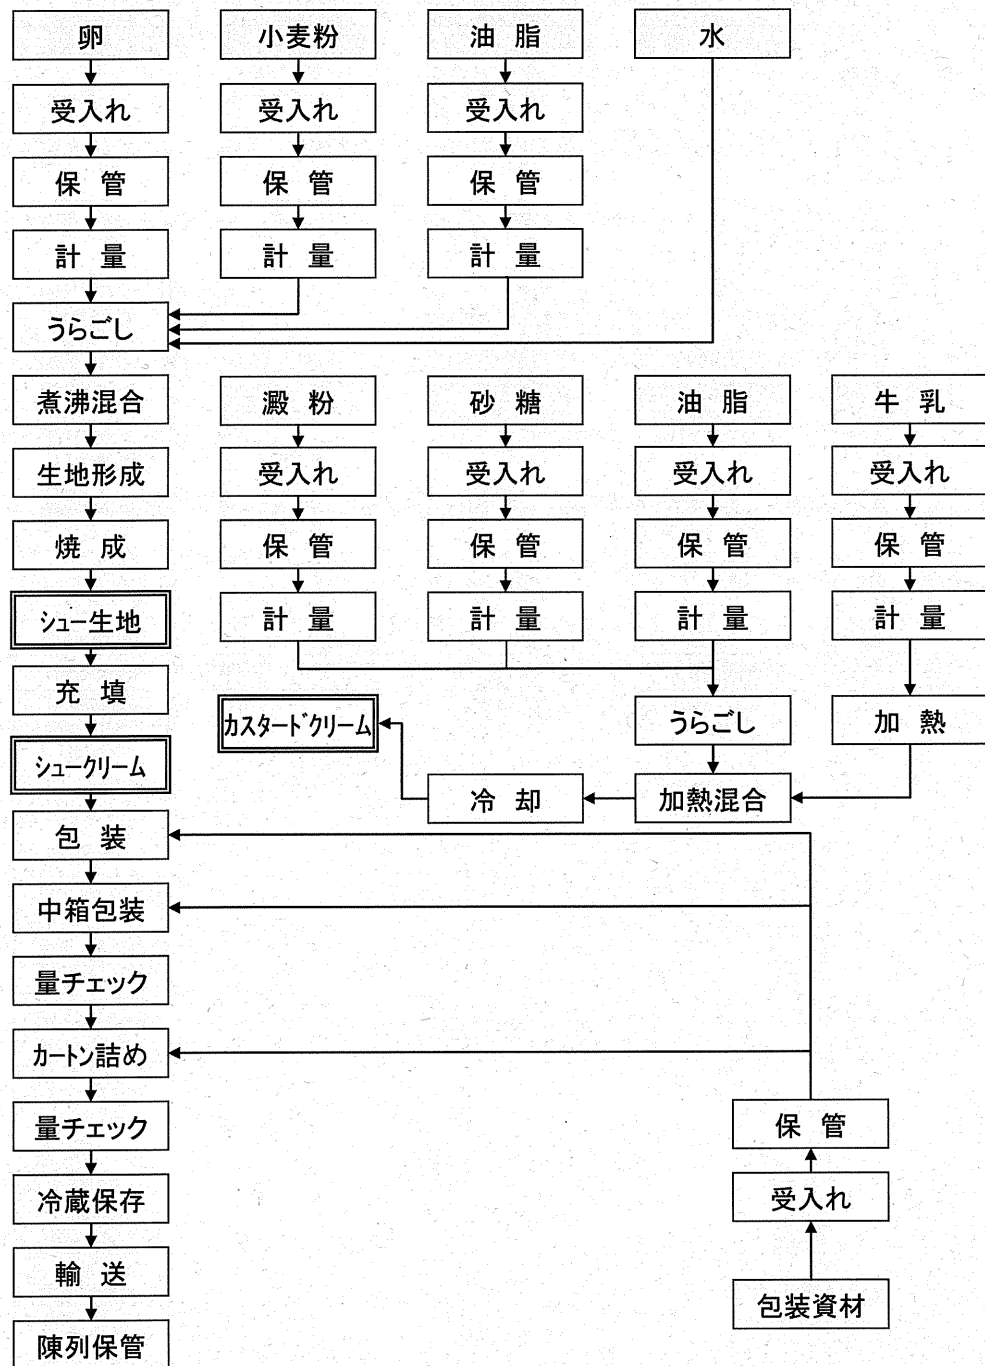 卵
小麦粉
油 脂
水
受入れ
受入れ
受入れ
保 管
保 管
保 管
計 量
計 量
計 量
うらごし
煮沸混合
澱 粉
砂 糖
油 脂
牛 乳
生地形成
受入れ
受入れ
受入れ
受入れ
焼 成
保 管
保 管
保 管
保 管
シュー生地
計 量
計 量
計 量
計 量
充 填
カスタードクリーム
うらごし
加 熱
シュークリーム
冷 却
加熱混合
包 装
中箱包装
量チェック
カートン詰め
量チェック
保 管
冷蔵保存
受入れ
輸 送
包装資材
陳列保管